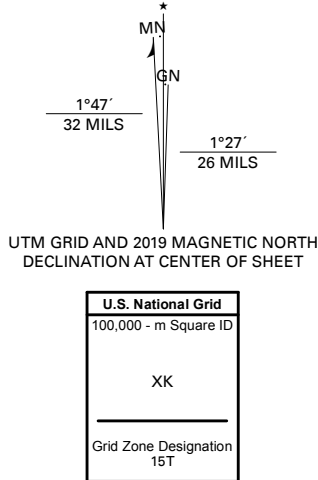 MN
GN
1°47´
32 MILS
1°27´
26 MILS
UTM GRID AND 2019 MAGNETIC NORTH
DECLINATION AT CENTER OF SHEET
U.S. National Grid
100,000 - m Square ID
XK
Grid Zone Designation
15T